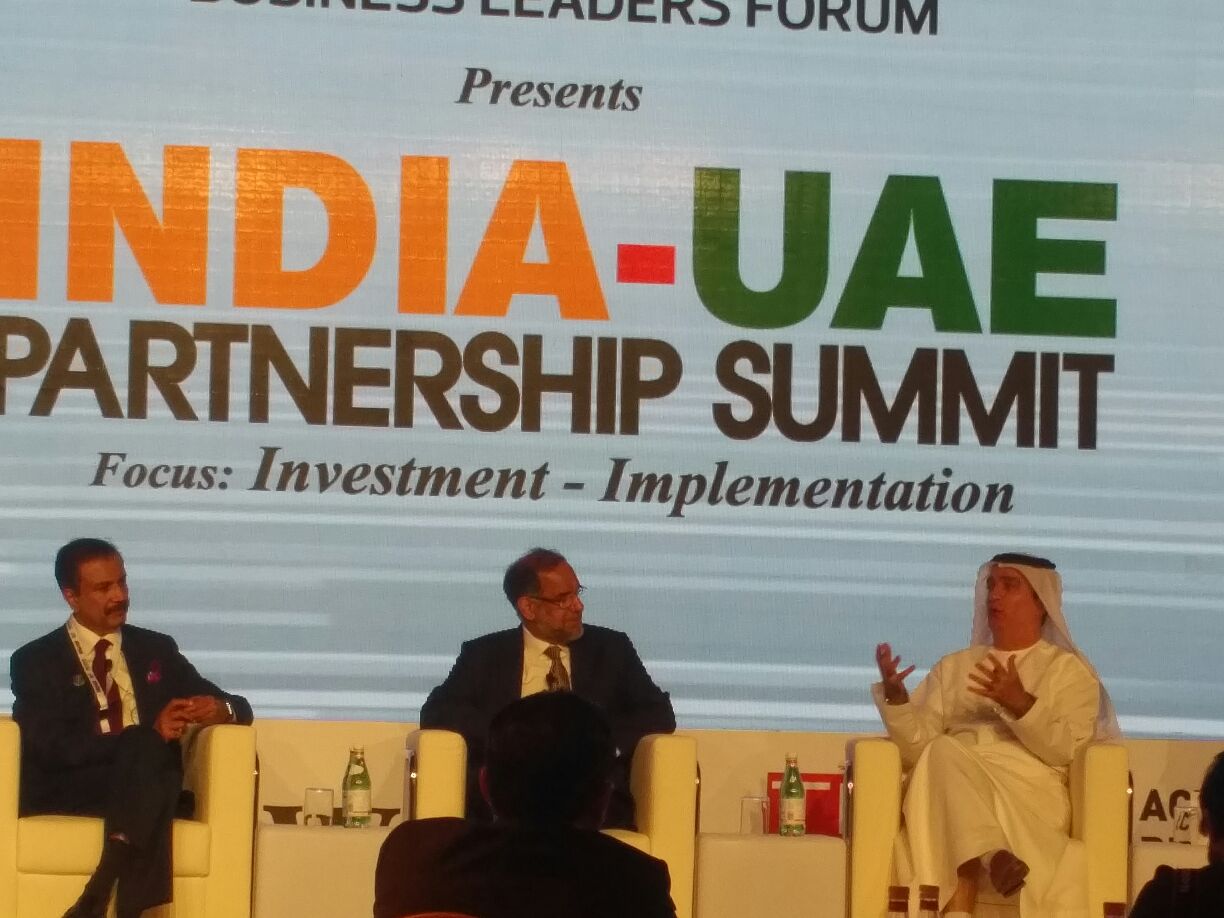 BUSINESS LEADERS FORUM
Presents
INDIA-UAE
PARTNERSHIP SUMMIT
Focus: Investment - Implementation